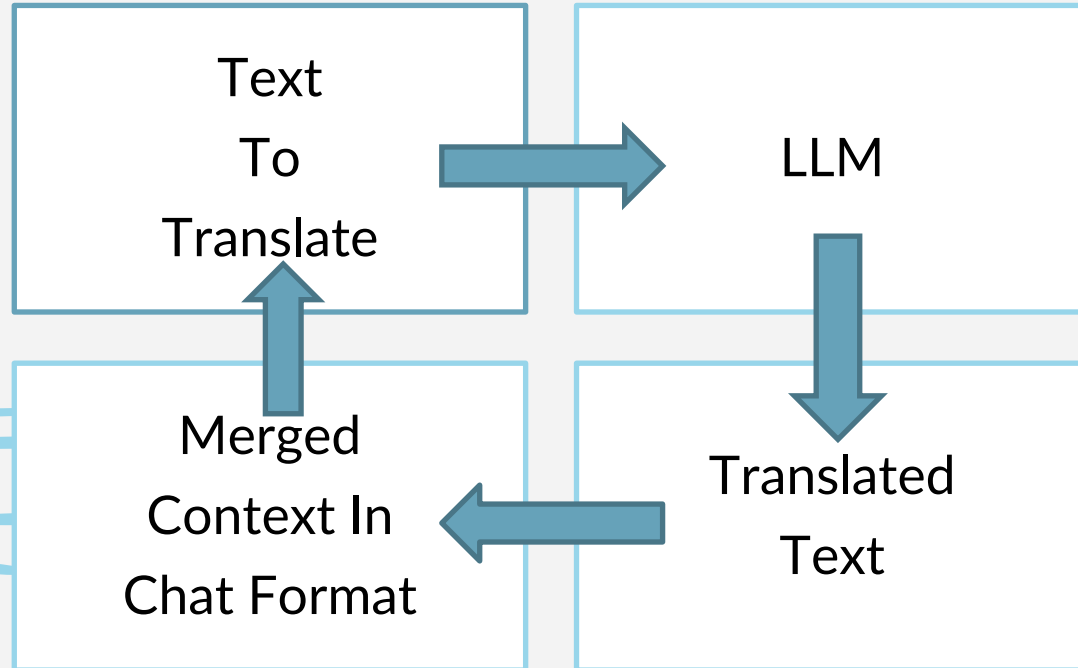 Text
To
Translate
LLM
Merged
Context In
Chat Format
Translated
Text